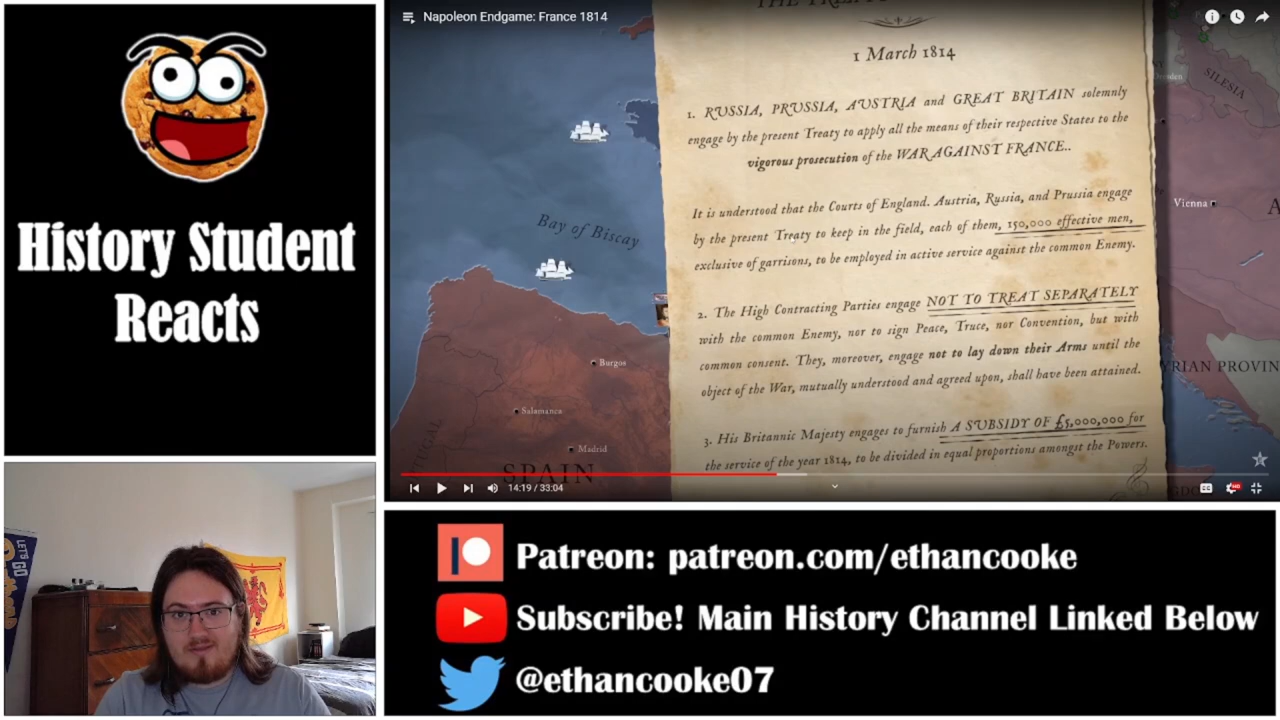 History Student
Reacts
Napoleon Endgame: France 1814
1 March 1814
1. RUSSIA, PRUSSIA, AUSTRIA and GREAT BRITAIN solemnly
engage by the present Treaty to apply all the means of their respective States to the
vigorous prosecution of the WAR AGAINST FRANCE..
It is understood that the Courts of England. Austria, Russia, and Prussia engage
by the present Treaty to keep in the field, each of them, 150,000 effective men,
exclusive of garrisons, to be employed in active service against the common Enemy.
2. The High Contracting Parties engage NOT TO TREAT SEPARATELY
with the common Enemy, nor to sign Peace, Truce, nor Convention, but with
common consent. They, moreover, engage not to lay down their Arms until the
object of the War, mutually understood and agreed upon, shall have been attained.
3. His Britannic Majesty engages to furnish A SUBSIDY OF £5,000,000 for
the service of the year 1814, to be divided in equal proportions amongst the Powers.
Bay of Biscay
Burgos
Salamanca
Madrid
SPAIN
Dresden
SILESIA
Vienna
YRIAN PROVIN
14:19 / 33:04
HD
LET'S GO
Patreon: patreon.com/ethancooke
Subscribe! Main History Channel Linked Below
@ethancooke07